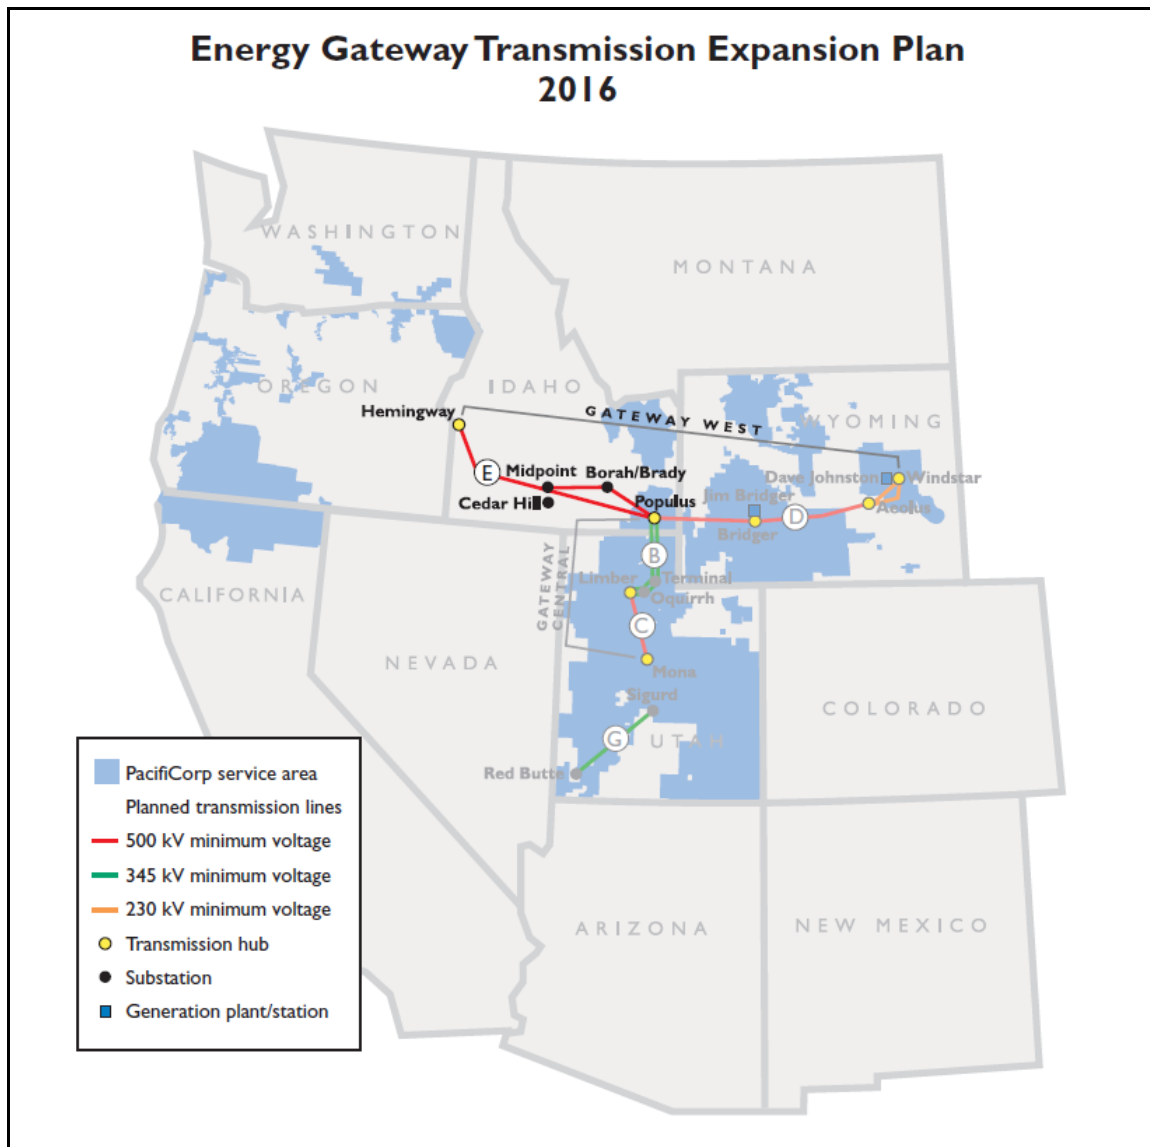 Energy Gateway Transmission Expansion Plan
2016
WASHINGTON
MONTANA
OREGON
IDAHO
Hemingway
GATEWAY WEST
WYOMING
Midpoint
Borah/Brady
Dave Johnston
Windstar
E
Cedar Hi
Populus
Jim Bridger
Aeolus
D
Bridger
B
GATEWAY
CENTRAL
Limber
Terminal
Oquirrh
CALIFORNIA
C
NEVADA
Mona
Sigurd
COLORADO
G
UTAH
Red Butte
PacifiCorp service area
Planned transmission lines
500 kV minimum voltage
345 kV minimum voltage
230 kV minimum voltage
Transmission hub
Substation
Generation plant/station
ARIZONA
NEW MEXICO